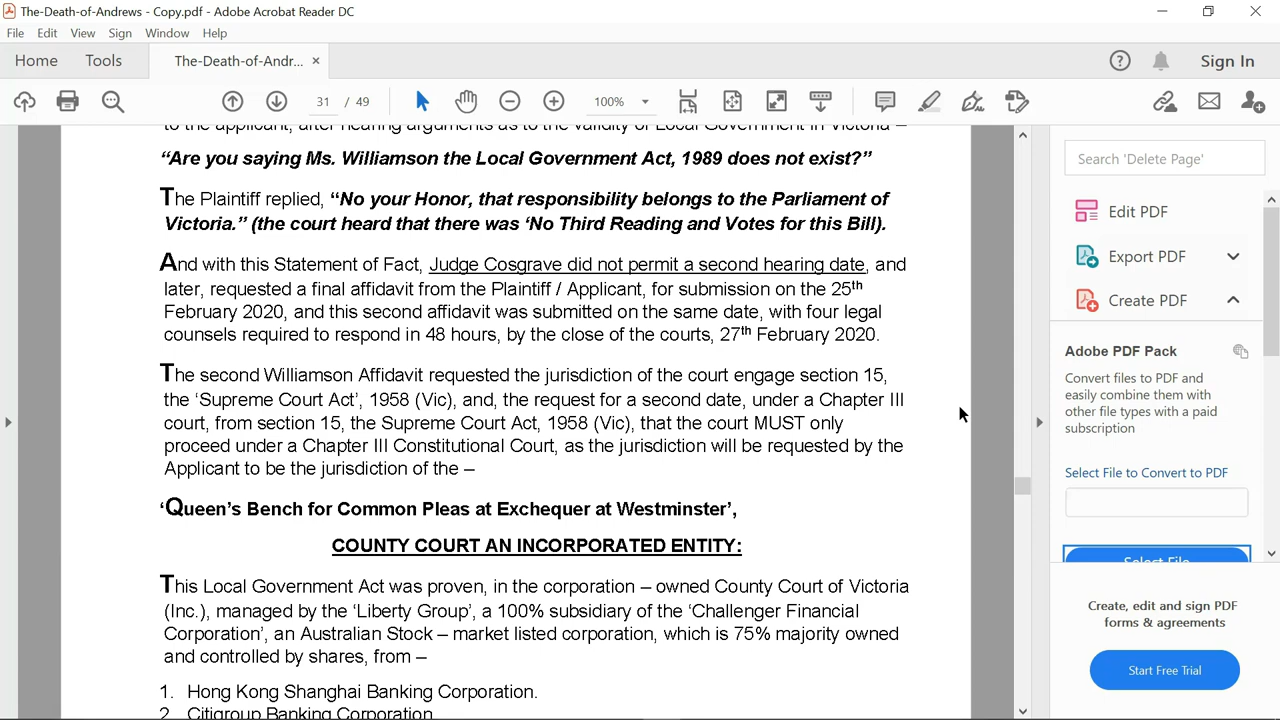 The-Death-of-Andrews - Copy.pdf - Adobe Acrobat Reader DC
File Edit View Sign Window Help
Home Tools The-Death-of-Andr... × Sign In
31 / 49 100%
to the applicant, after hearing arguments as to the validity of Local Government in Victoria –
“Are you saying Ms. Williamson the Local Government Act, 1989 does not exist?”
The Plaintiff replied, “No your Honor, that responsibility belongs to the Parliament of
Victoria.” (the court heard that there was ‘No Third Reading and Votes for this Bill).
And with this Statement of Fact, Judge Cosgrave did not permit a second hearing date, and
later, requested a final affidavit from the Plaintiff / Applicant, for submission on the 25th
February 2020, and this second affidavit was submitted on the same date, with four legal
counsels required to respond in 48 hours, by the close of the courts, 27th February 2020.
The second Williamson Affidavit requested the jurisdiction of the court engage section 15,
the ‘Supreme Court Act’, 1958 (Vic), and, the request for a second date, under a Chapter III
court, from section 15, the Supreme Court Act, 1958 (Vic), that the court MUST only
proceed under a Chapter III Constitutional Court, as the jurisdiction will be requested by the
Applicant to be the jurisdiction of the –
‘Queen’s Bench for Common Pleas at Exchequer at Westminster’,
COUNTY COURT AN INCORPORATED ENTITY:
This Local Government Act was proven, in the corporation – owned County Court of Victoria
(Inc.), managed by the ‘Liberty Group’, a 100% subsidiary of the ‘Challenger Financial
Corporation’, an Australian Stock – market listed corporation, which is 75% majority owned
and controlled by shares, from –
1. Hong Kong Shanghai Banking Corporation.
2. Citigroup Banking Corporation
Search 'Delete Page'
Edit PDF
Export PDF
Create PDF
Adobe PDF Pack
Convert files to PDF and
easily combine them with
other file types with a paid
subscription
Select File to Convert to PDF
Select File
Create, edit and sign PDF
forms & agreements
Start Free Trial